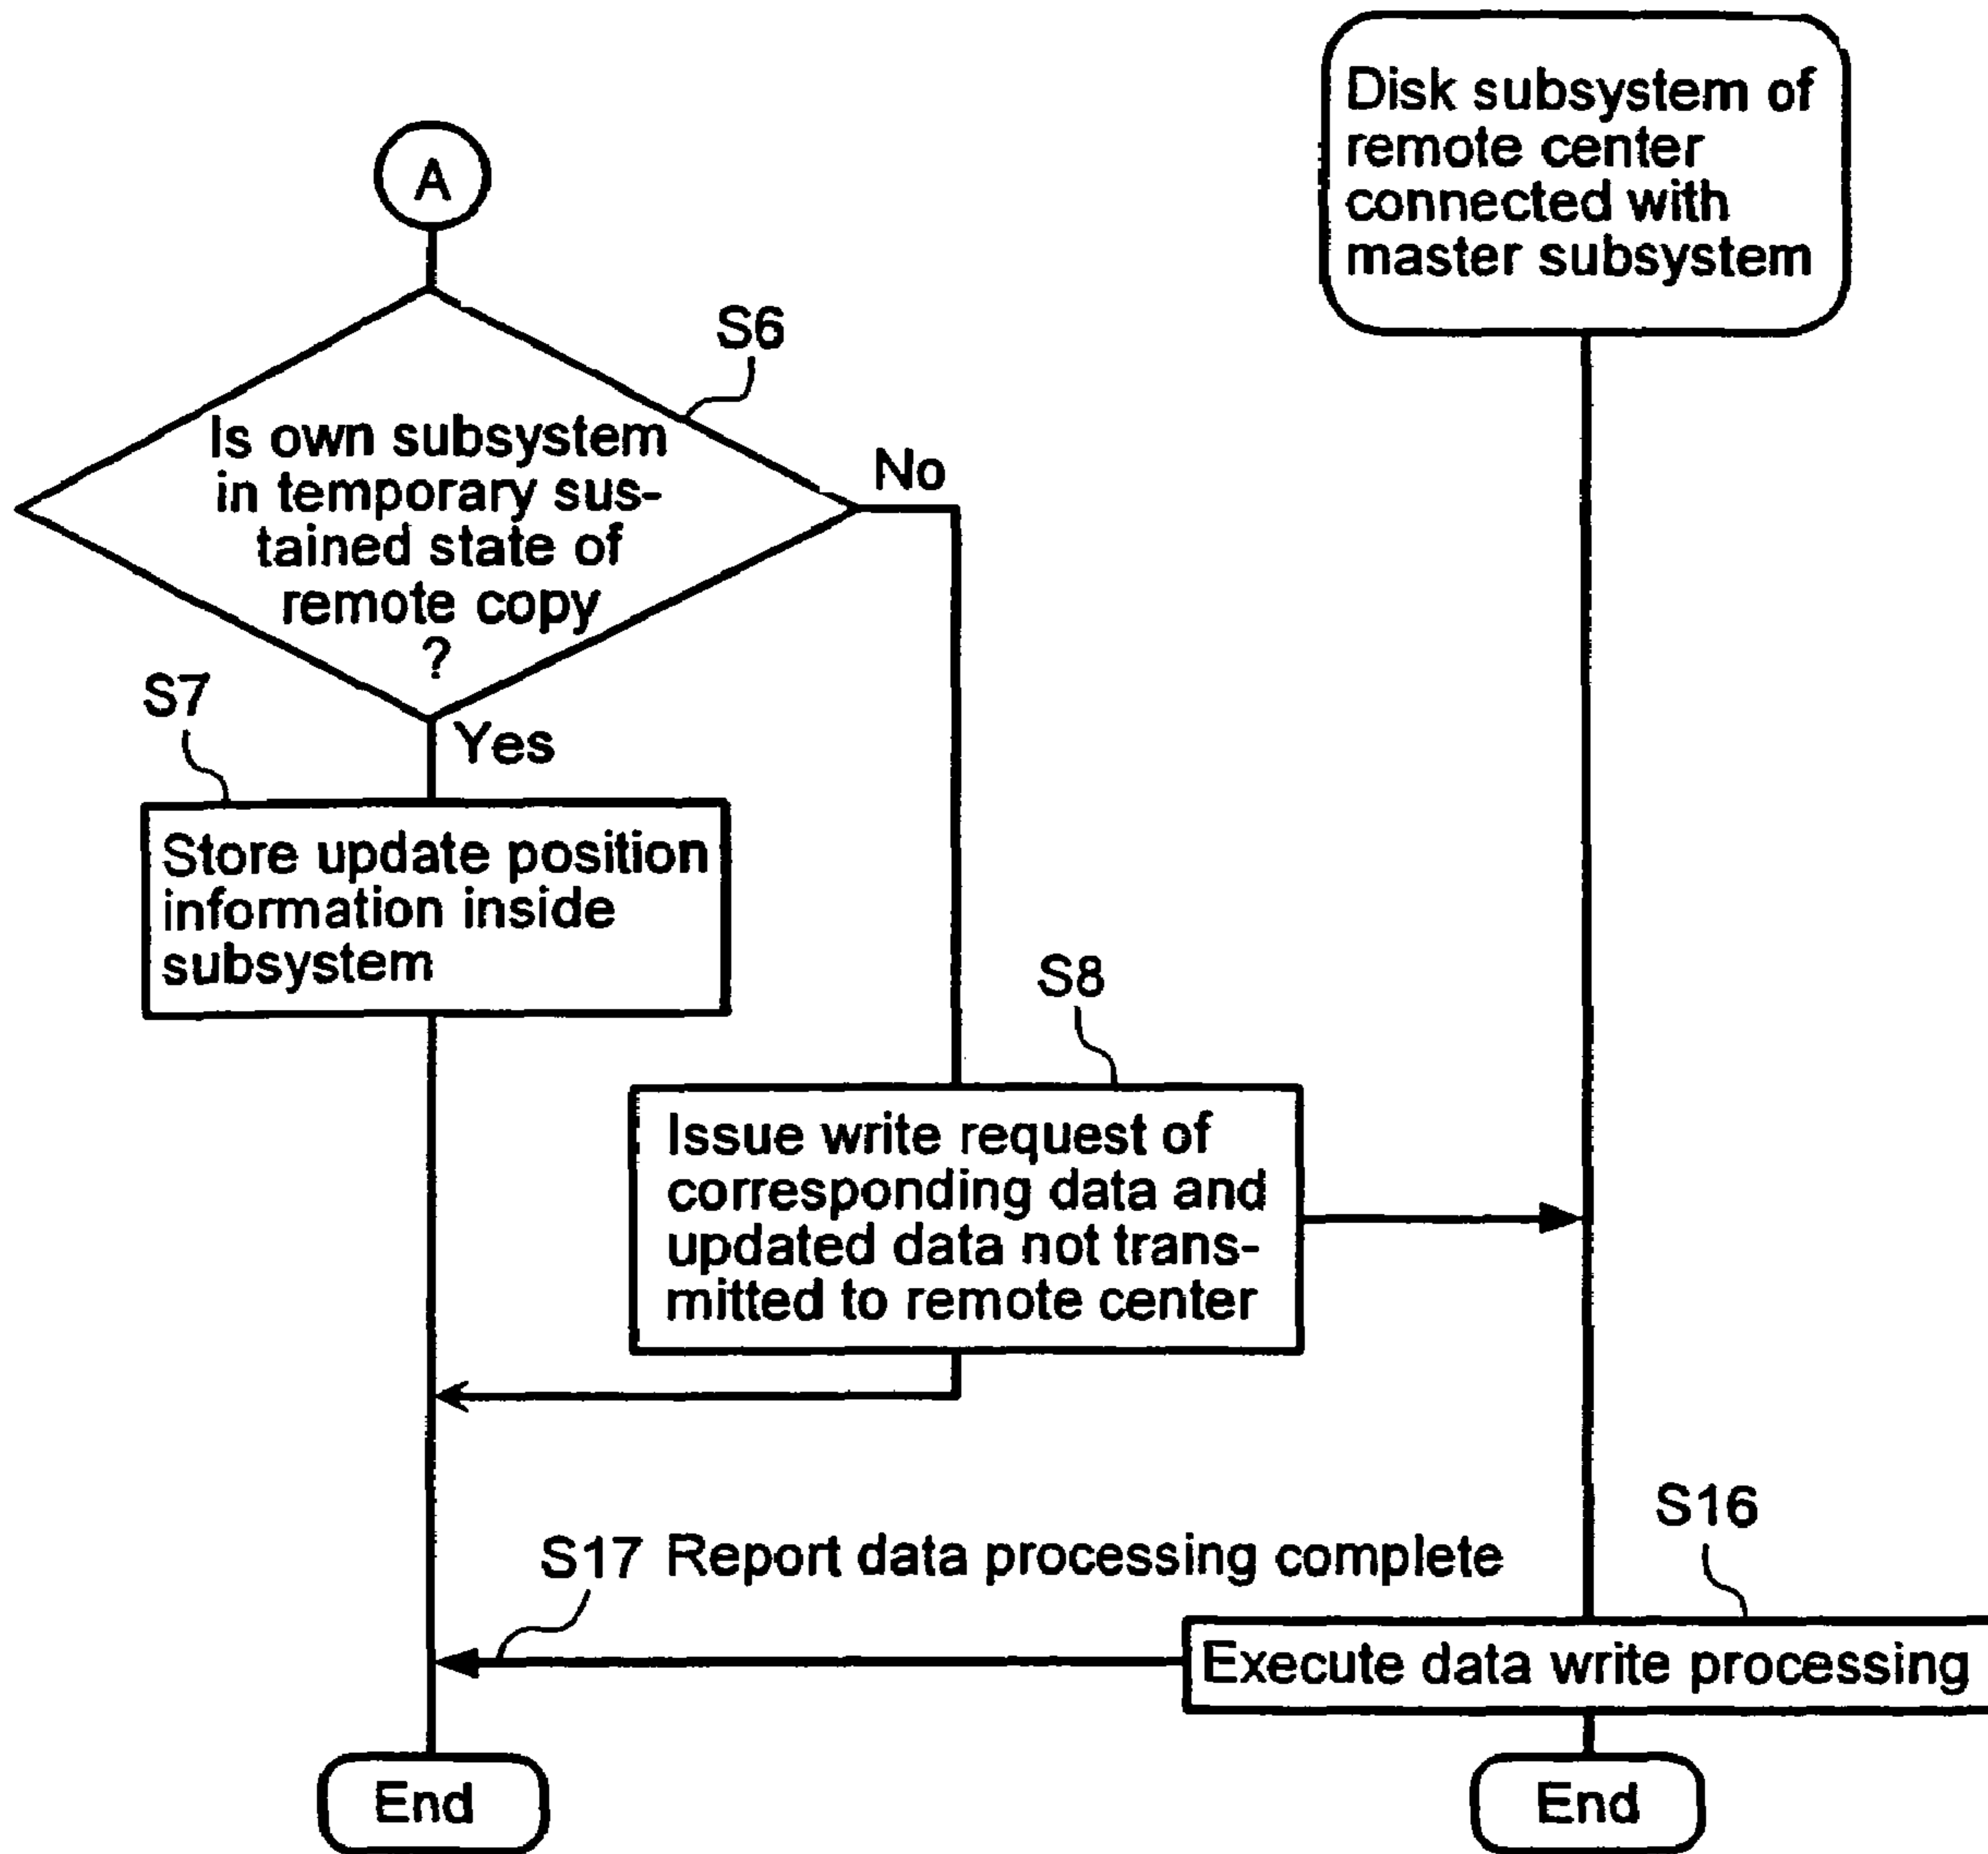 Disk subsystem of
remote center
connected with
master subsystem
A
S6
Is own subsystem
in temporary sus-
tained state of
remote copy
?
No
S7
Yes
Store update position
information inside
subsystem
S8
Issue write request of
corresponding data and
updated data not trans-
mitted to remote center
S16
S17 Report data processing complete
Execute data write processing
End
End